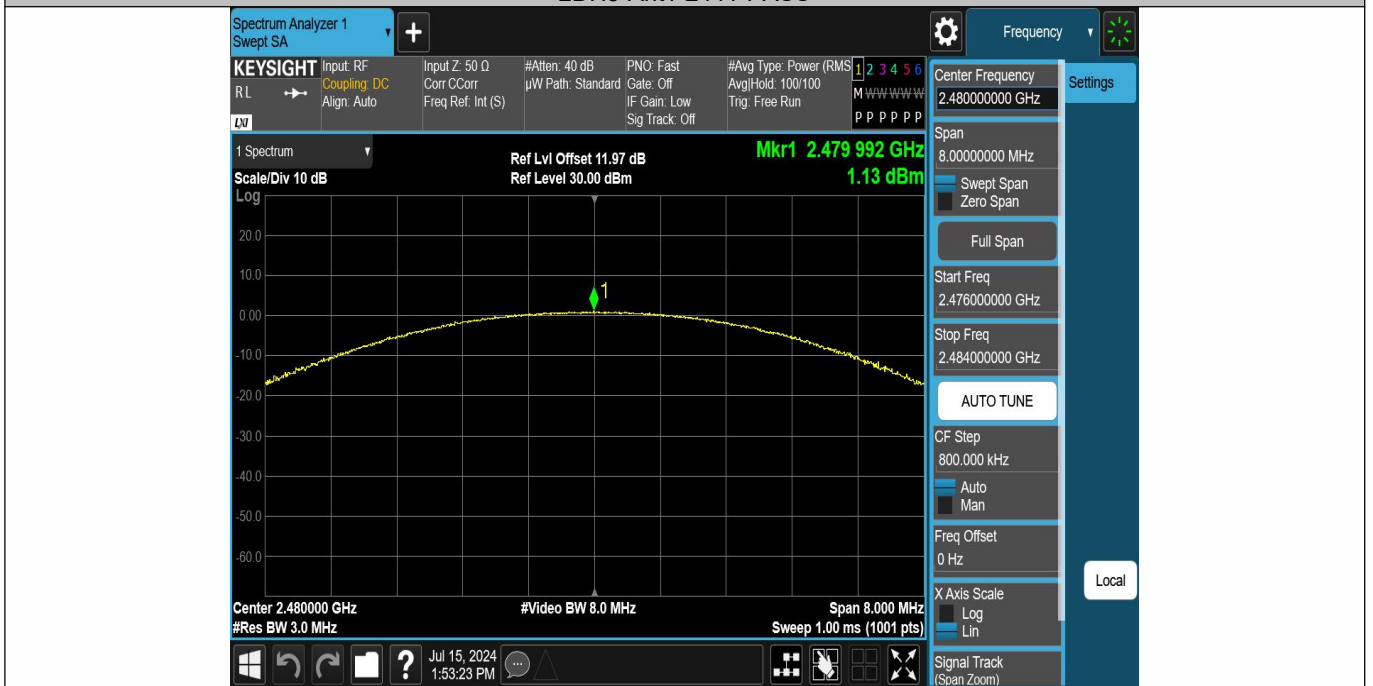 Spectrum Analyzer 1
Swept SA
Frequency
KEYSIGHT
RL
LXI
Input: RF
Coupling: DC
Align: Auto
Input Z: 50 Ω
Corr CCorr
Freq Ref: Int (S)
#Atten: 40 dB
µW Path: Standard
PNO: Fast
Gate: Off
IF Gain: Low
Sig Track: Off
#Avg Type: Power (RMS
Avg|Hold: 100/100
Trig: Free Run
1 2 3 4 5 6
M W W W W W
P P P P P P
1 Spectrum
Scale/Div 10 dB
Log
Ref Lvl Offset 11.97 dB
Ref Level 30.00 dBm
Mkr1 2.479 992 GHz
1.13 dBm
20.0
10.0
1
0.00
-10.0
-20.0
-30.0
-40.0
-50.0
-60.0
Center 2.480000 GHz
#Video BW 8.0 MHz
Span 8.000 MHz
#Res BW 3.0 MHz
Sweep 1.00 ms (1001 pts)
Center Frequency
2.480000000 GHz
Settings
Span
8.00000000 MHz
Swept Span
Zero Span
Full Span
Start Freq
2.476000000 GHz
Stop Freq
2.484000000 GHz
AUTO TUNE
CF Step
800.000 kHz
Auto
Man
Freq Offset
0 Hz
X Axis Scale
Log
Lin
Local
Signal Track
(Span Zoom)
?
Jul 15, 2024
1:53:23 PM